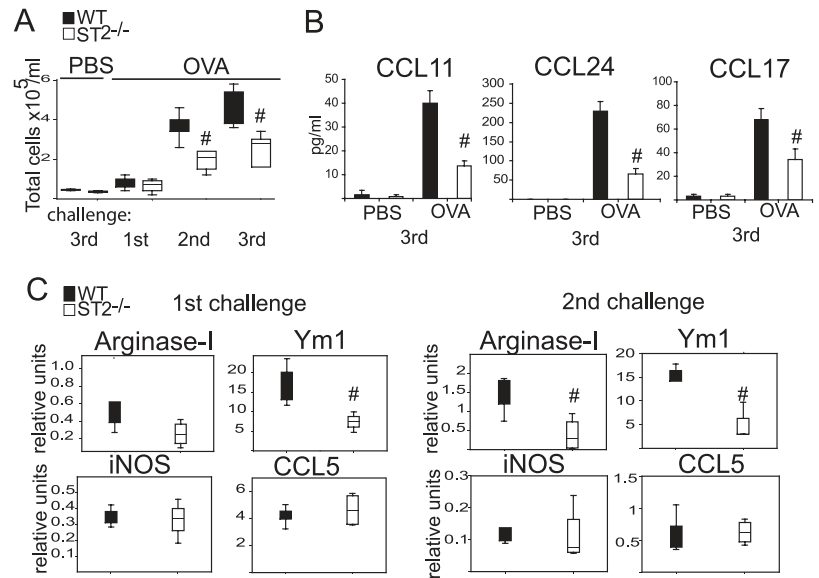 A
WT
ST2-/-
PBS OVA
Total cells x10⁵/ml
6
4
2
#
#
challenge:
3rd 1st 2nd 3rd
B
CCL11 CCL24 CCL17
pg/ml
50
40
30
20
10
0
#
PBS OVA
3rd
300
250
200
150
100
50
#
PBS OVA
3rd
100
80
60
40
20
0
#
PBS OVA
3rd
C
WT
ST2-/-
1st challenge
Arginase-I
relative units
1.0
0.8
0.6
0.4
0.2
Ym1
20
15
10
5
#
iNOS
relative units
0.5
0.4
0.3
0.2
0.1
CCL5
6
4
2
2nd challenge
Arginase-I
relative units
2
1.5
1
0.5
0
#
Ym1
20
15
10
5
0
#
iNOS
relative units
0.3
0.2
0.1
CCL5
1.5
1
0.5
0